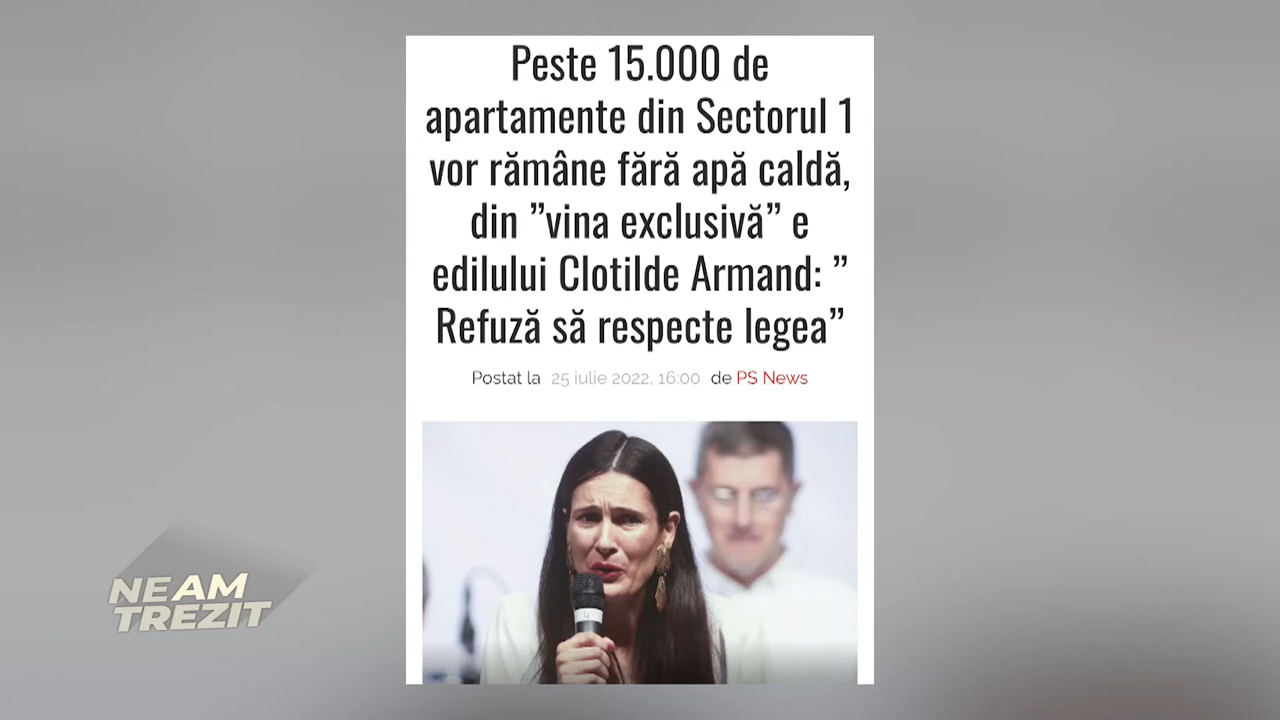 Peste 15.000 de
apartamente din Sectorul 1
vor rămâne fără apă caldă,
din ”vina exclusivă” e
edilului Clotilde Armand: ”
Refuză să respecte legea”
Postat la 25 iulie 2022, 16:00 de PS News
NE AM
TREZIT